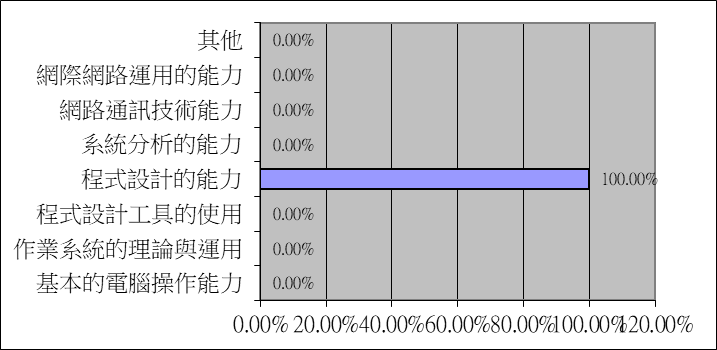 其他 0.00%
網際網路運用的能力 0.00%
網路通訊技術能力 0.00%
系統分析的能力 0.00%
程式設計的能力 100.00%
程式設計工具的使用 0.00%
作業系統的理論與運用 0.00%
基本的電腦操作能力 0.00%
0.00% 20.00% 40.00% 60.00% 80.00% 100.00% 120.00%